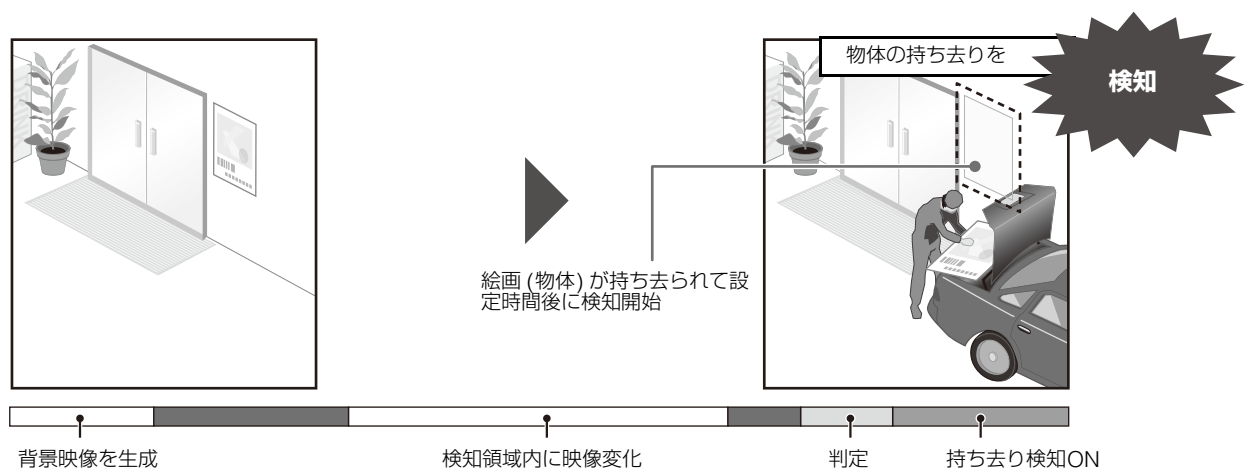 物体の持ち去りを
検知
絵画 (物体) が持ち去られて設
定時間後に検知開始
背景映像を生成
検知領域内に映像変化
判定
持ち去り検知ON